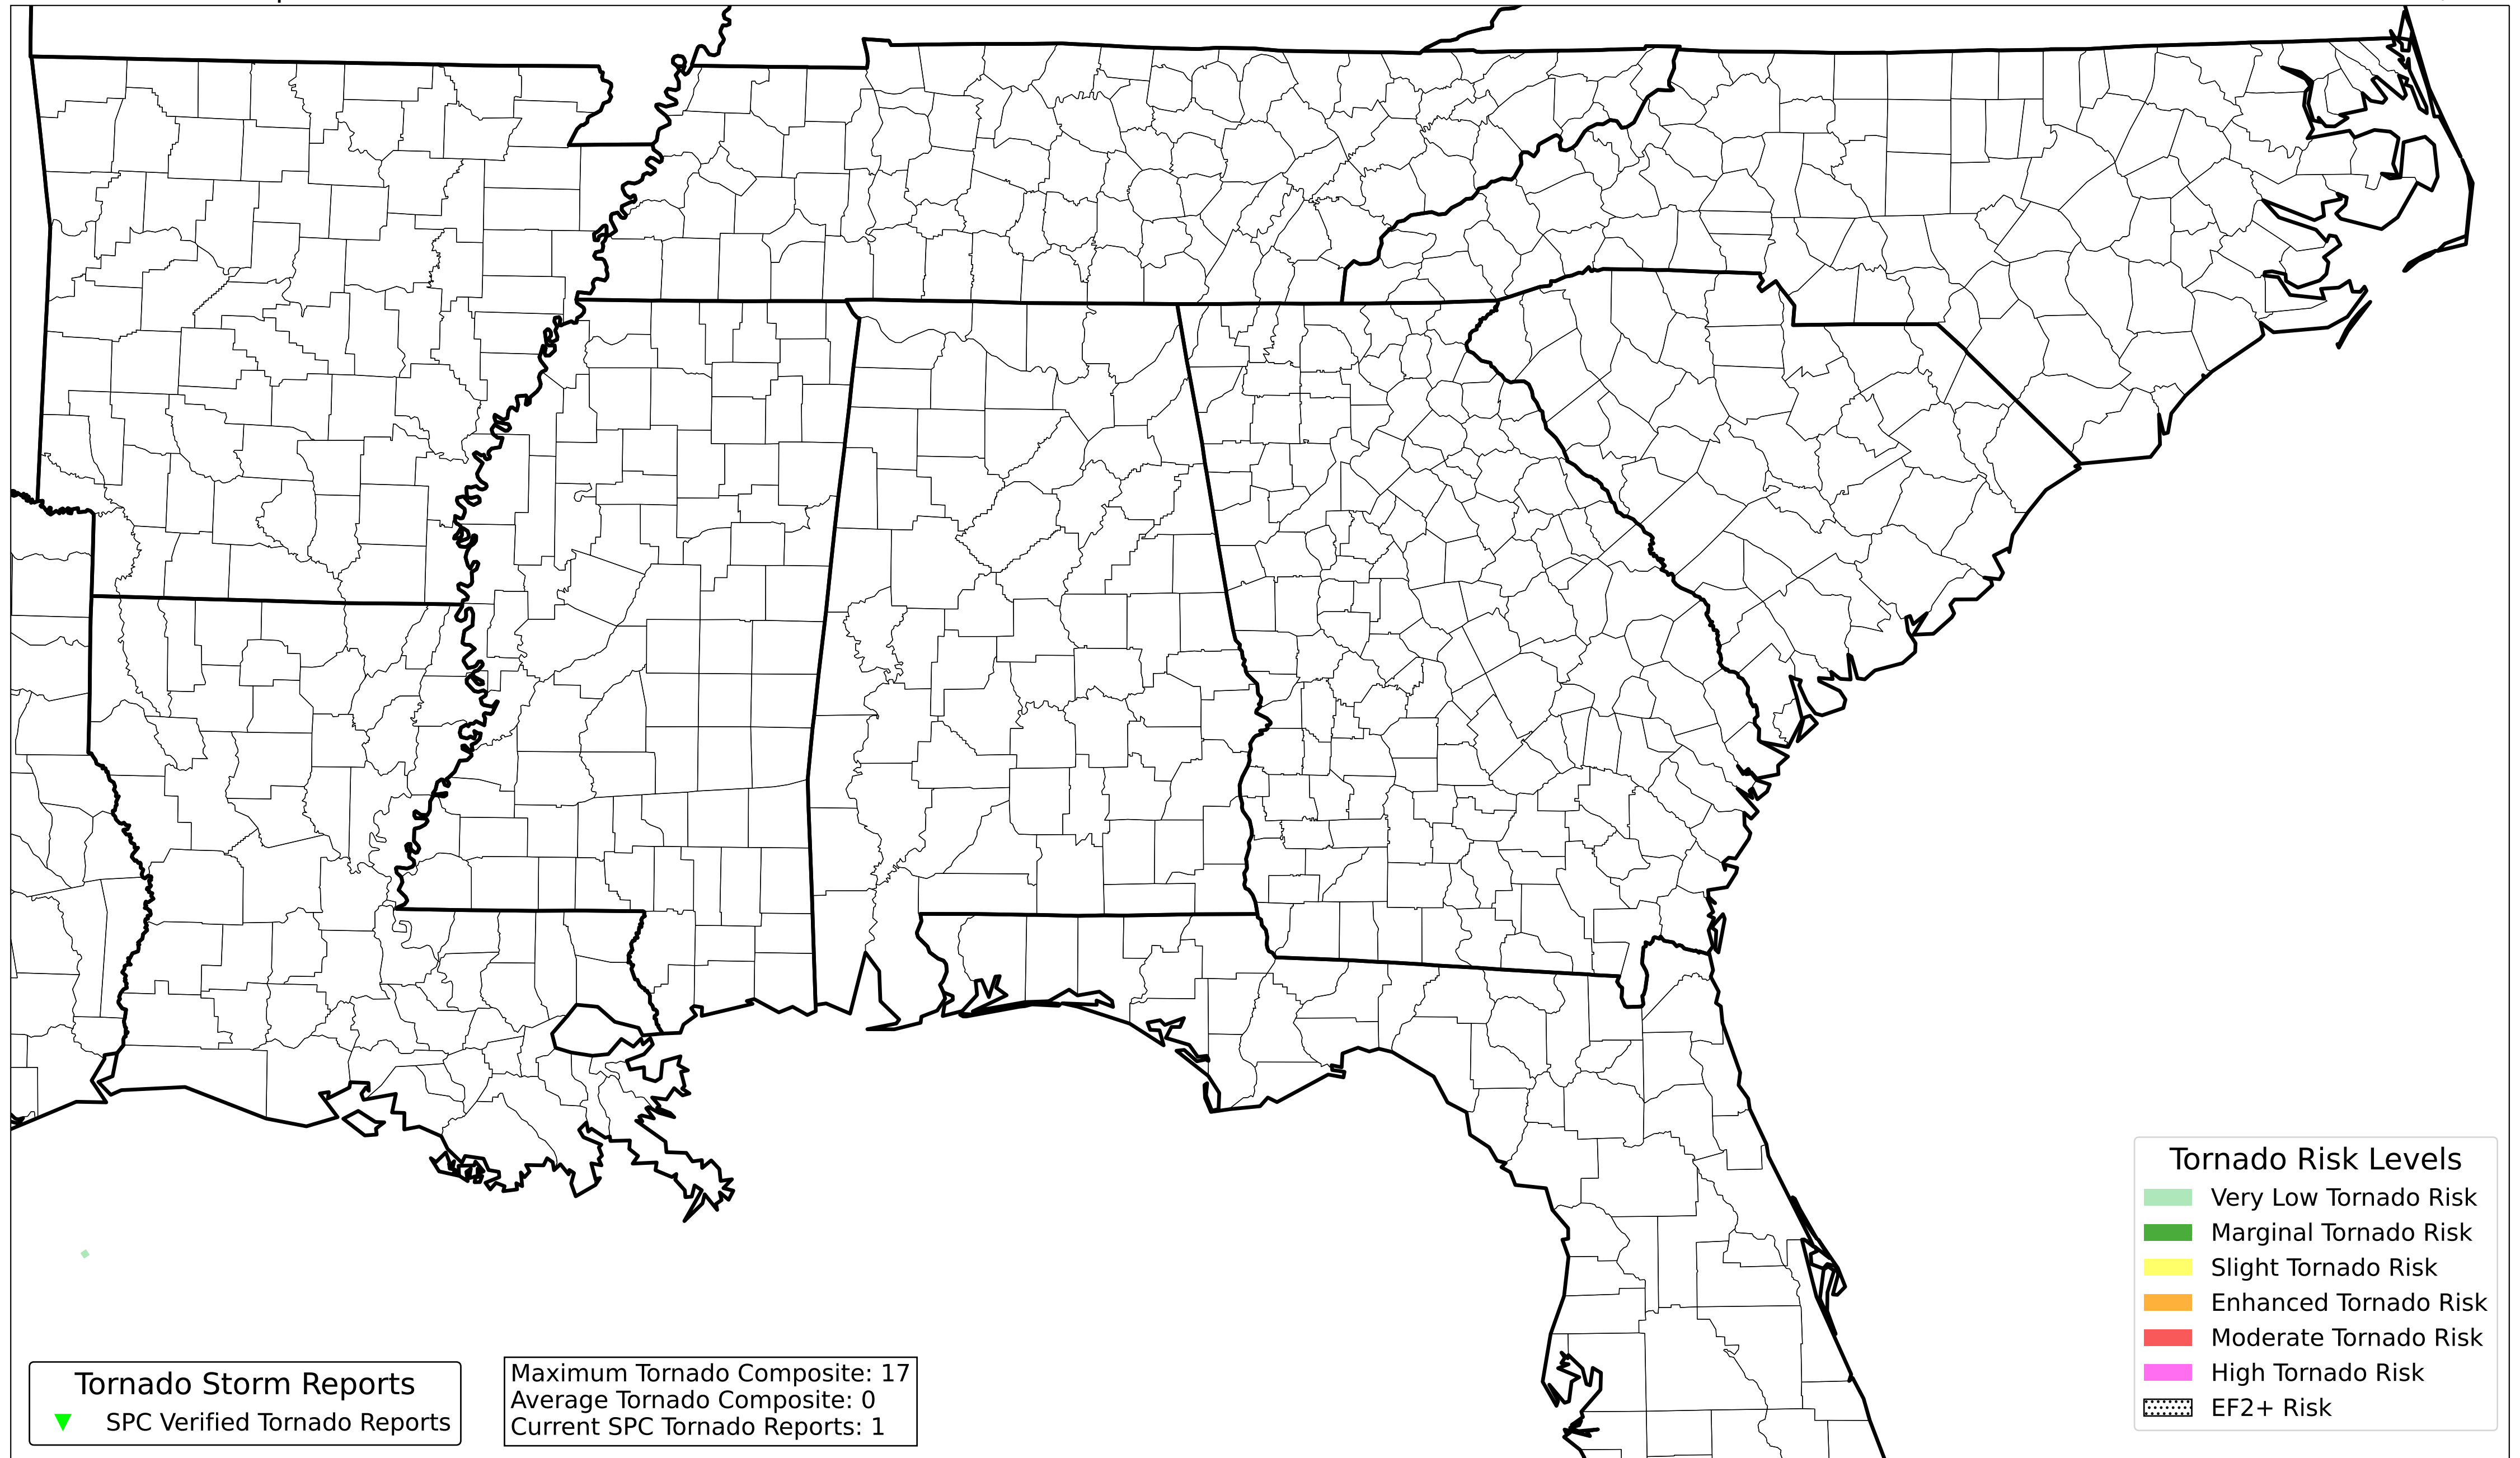 Tornado Risk Levels
Very Low Tornado Risk
Marginal Tornado Risk
Slight Tornado Risk
Enhanced Tornado Risk
Moderate Tornado Risk
High Tornado Risk
EF2+ Risk
Tornado Storm Reports
SPC Verified Tornado Reports
Maximum Tornado Composite: 17
Average Tornado Composite: 0
Current SPC Tornado Reports: 1